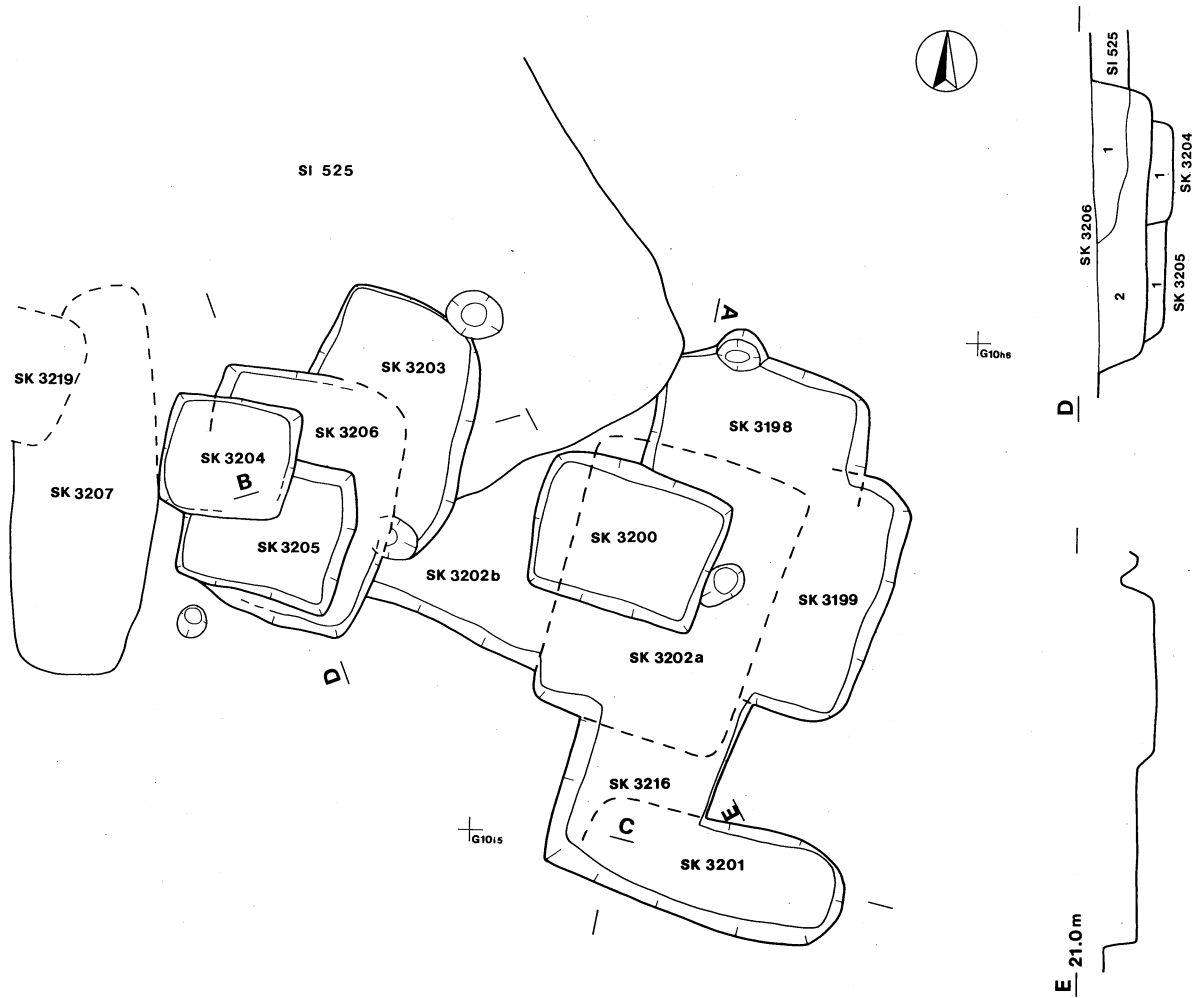 SI 525
SK 3204
1
1
SK 3206
SK 3205
1
2
D
SI 525
A
G10h6
SK 3219
SK 3203
SK 3198
SK 3206
SK 3204
B
SK 3207
SK 3200
SK 3205
SK 3202b
SK 3199
SK 3202a
D
SK 3216
E
C
G10i5
SK 3201
E 21.0m